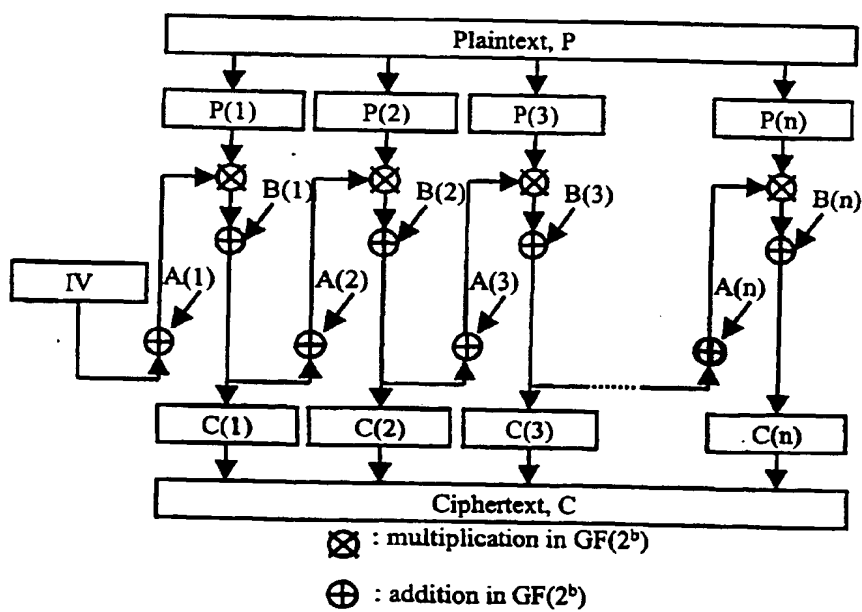 Plaintext, P
P(1) P(2) P(3) P(n)
B(1) B(2) B(3) B(n)
IV A(1) A(2) A(3) A(n)
C(1) C(2) C(3) C(n)
Ciphertext, C
⊗ : multiplication in GF(2ᵇ)
⊕ : addition in GF(2ᵇ)